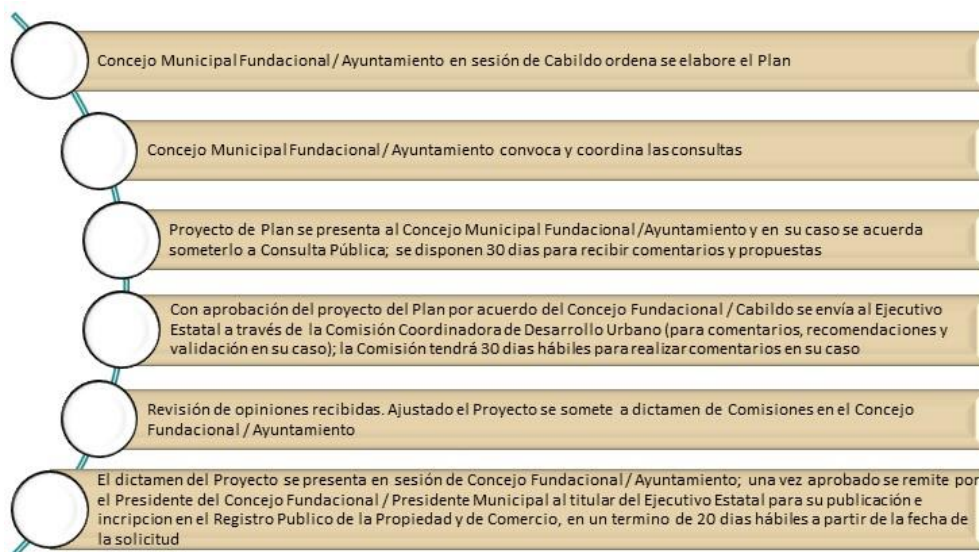 Concejo Municipal Fundacional / Ayuntamiento en sesión de Cabildo ordena se elabore el Plan
Concejo Municipal Fundacional / Ayuntamiento convoca y coordina las consultas
Proyecto de Plan se presenta al Concejo Municipal Fundacional /Ayuntamiento y en su caso se acuerda
someterlo a Consulta Pública; se disponen 30 dias para recibir comentarios y propuestas
Con aprobación del proyecto del Plan por acuerdo del Concejo Fundacional / Cabildo se envía al Ejecutivo
Estatal a través de la Comisión Coordinadora de Desarrollo Urbano (para comentarios, recomendaciones y
validación en su caso); la Comisión tendrá 30 dias hábiles para realizar comentarios en su caso
Revisión de opiniones recibidas. Ajustado el Proyecto se somete a dictamen de Comisiones en el Concejo
Fundacional / Ayuntamiento
El dictamen del Proyecto se presenta en sesión de Concejo Fundacional / Ayuntamiento; una vez aprobado se remite por
el Presidente del Concejo Fundacional / Presidente Municipal al titular del Ejecutivo Estatal para su publicación e
incripcion en el Registro Publico de la Propiedad y de Comercio, en un termino de 20 dias hábiles a partir de la fecha de
la solicitud